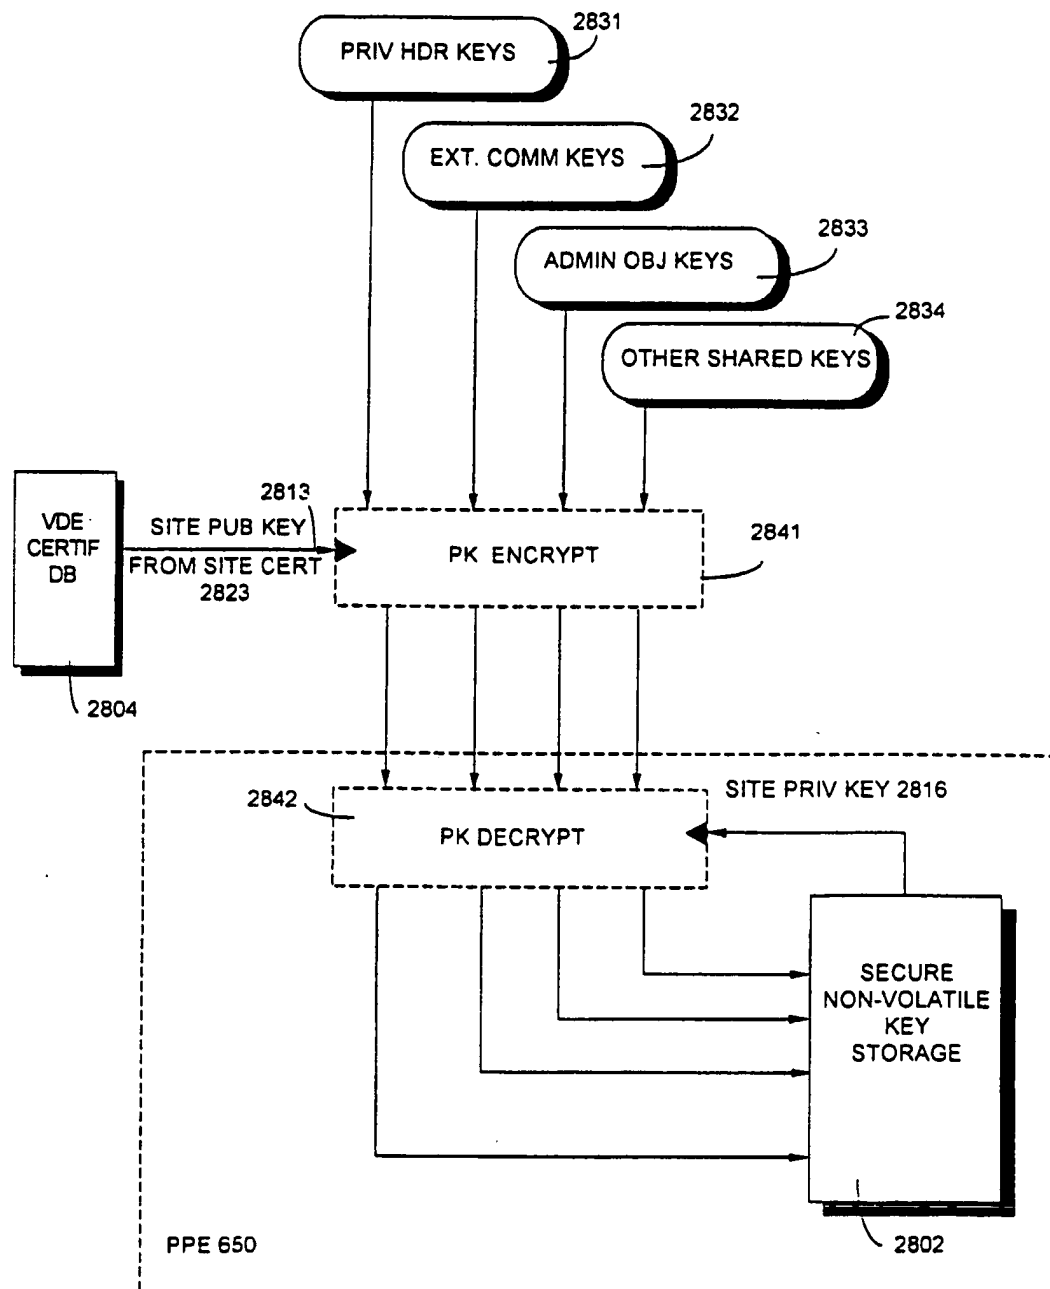 2831
PRIV HDR KEYS
2832
EXT. COMM KEYS
2833
ADMIN OBJ KEYS
2834
OTHER SHARED KEYS
2813
VDE
CERTIF
DB
SITE PUB KEY
FROM SITE CERT
2823
PK ENCRYPT
2841
2804
2842
SITE PRIV KEY 2816
PK DECRYPT
SECURE
NON-VOLATILE
KEY
STORAGE
PPE 650
2802